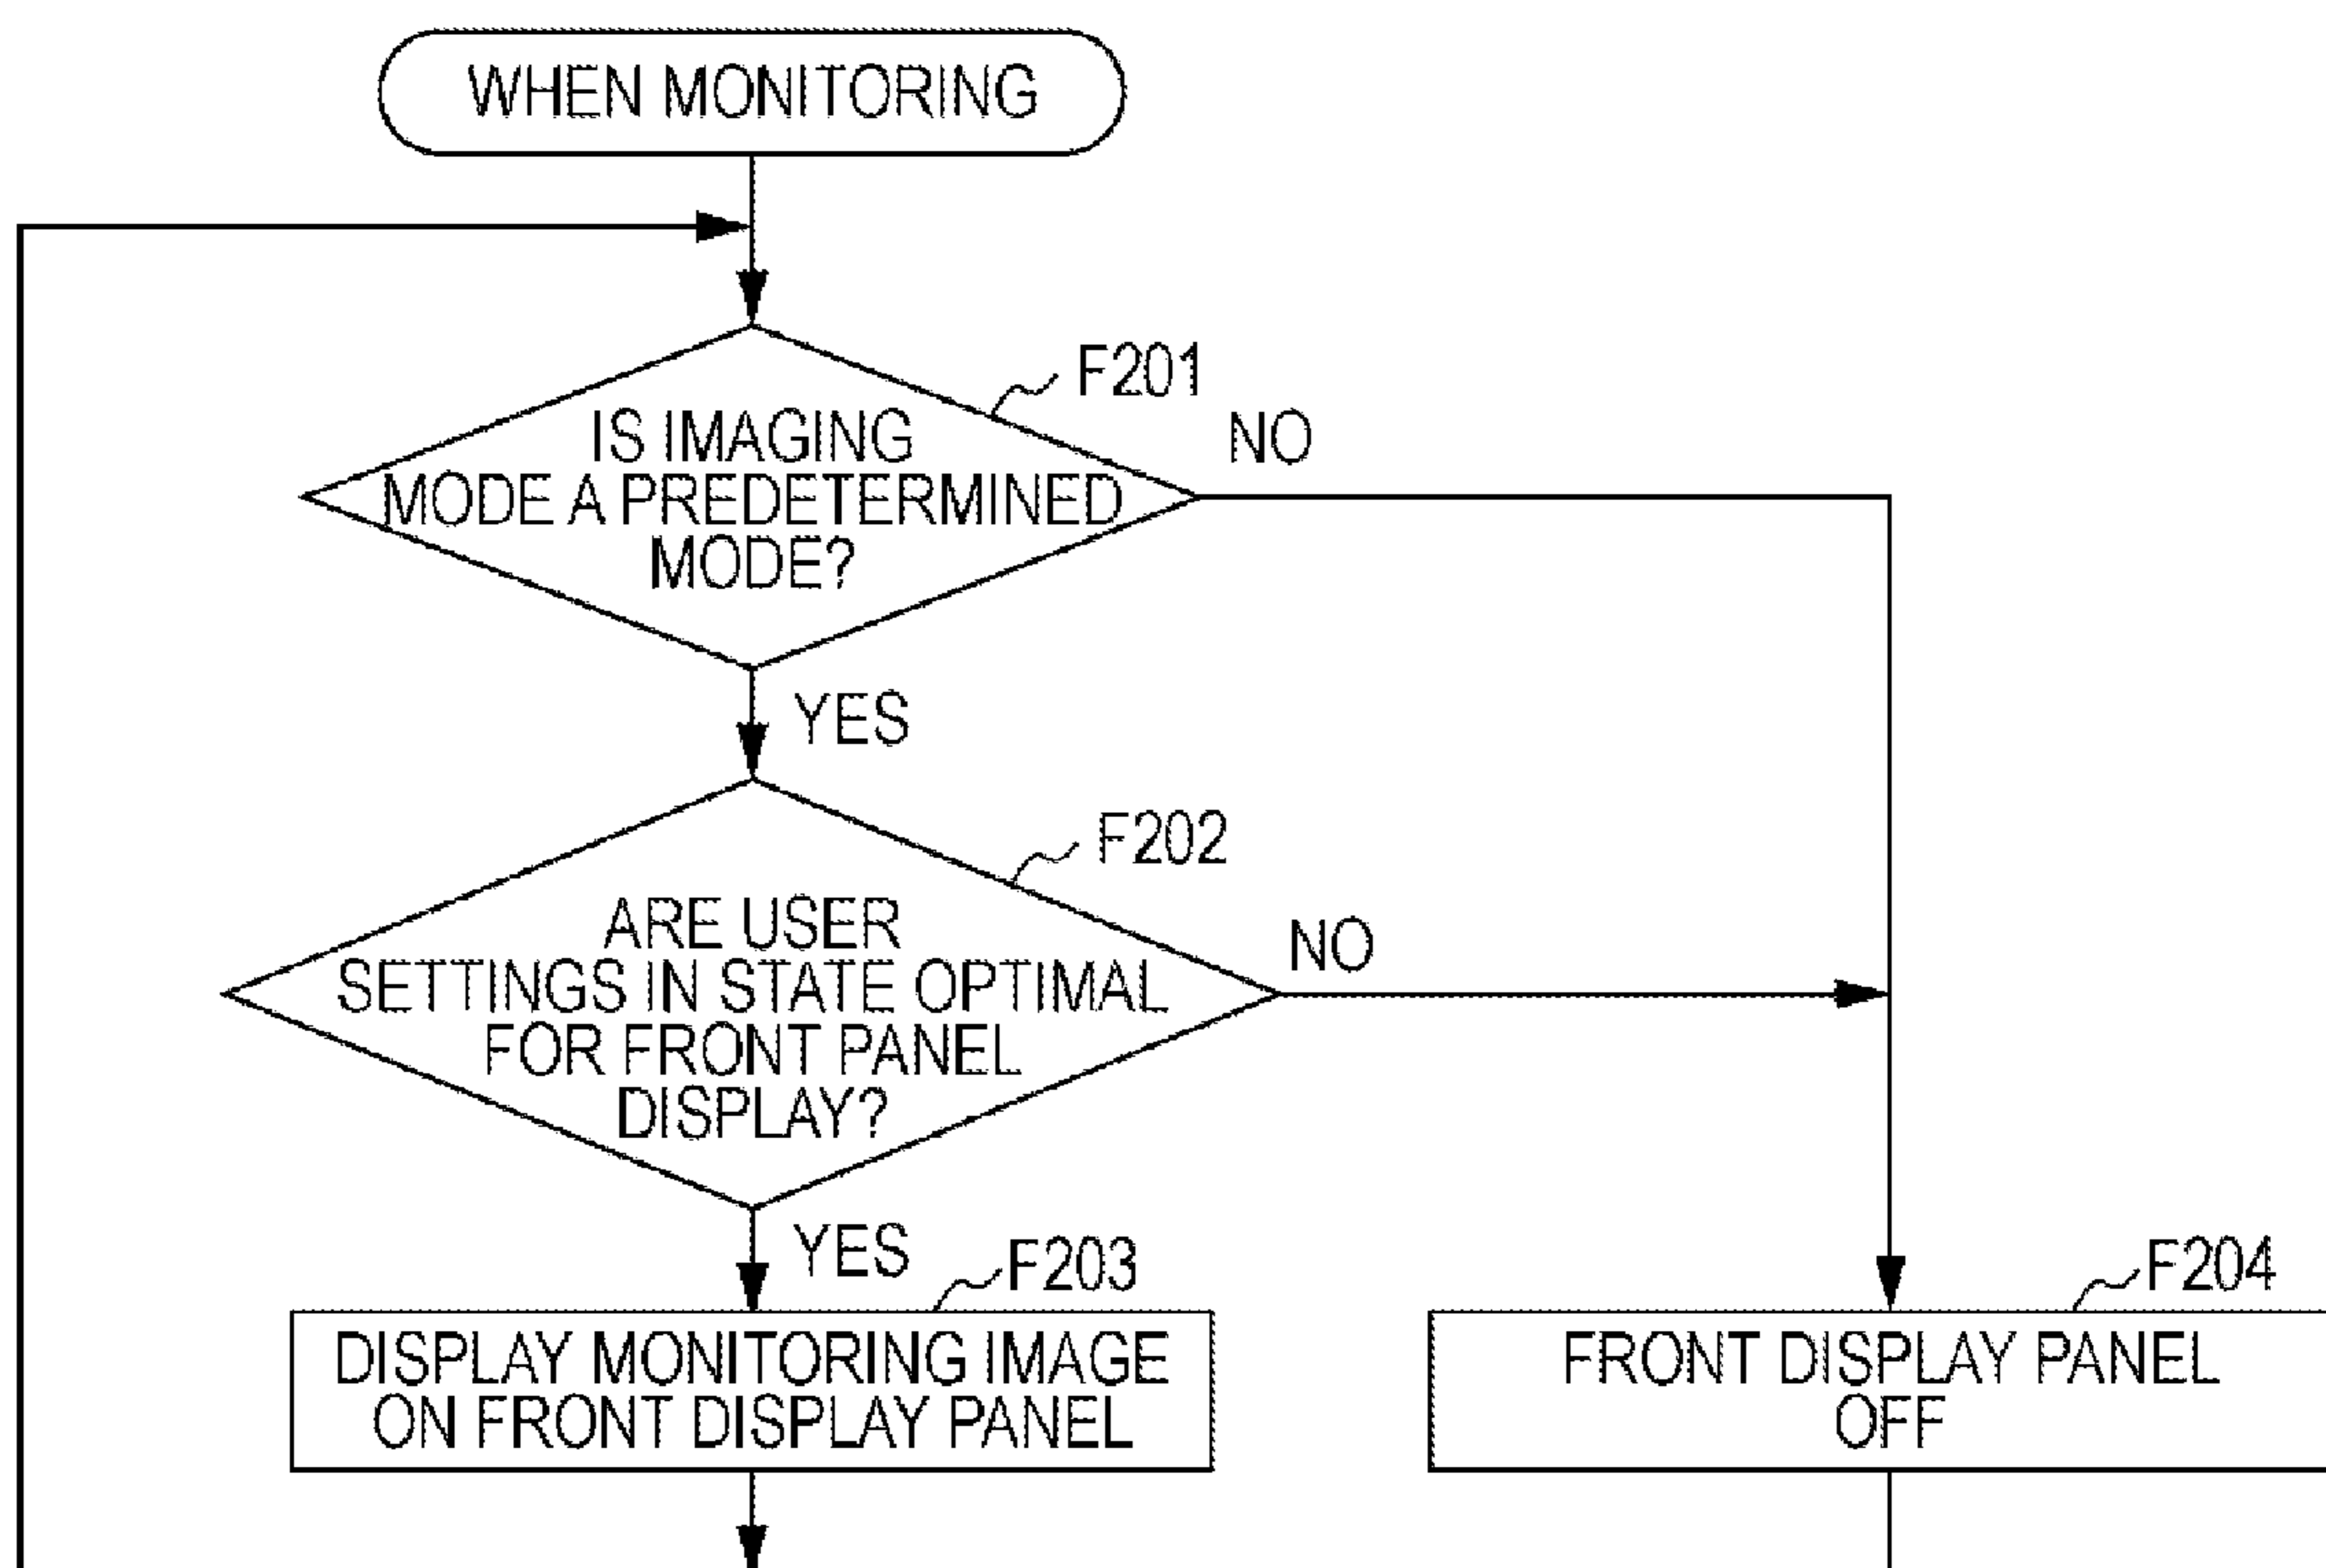 WHEN MONITORING
F201
IS IMAGING
MODE A PREDETERMINED
MODE?
NO
YES
F202
ARE USER
SETTINGS IN STATE OPTIMAL
FOR FRONT PANEL
DISPLAY?
NO
YES
F203
DISPLAY MONITORING IMAGE
ON FRONT DISPLAY PANEL
F204
FRONT DISPLAY PANEL
OFF